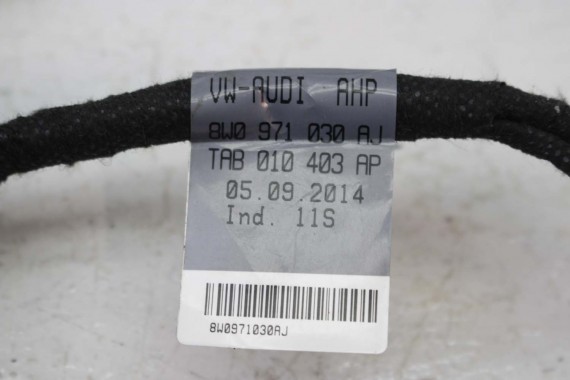 VW-AUDI AHP
8W0 971 030 AJ
TAB 010 403 AP
05.09.2014
Ind. 11S
8W0971030AJ